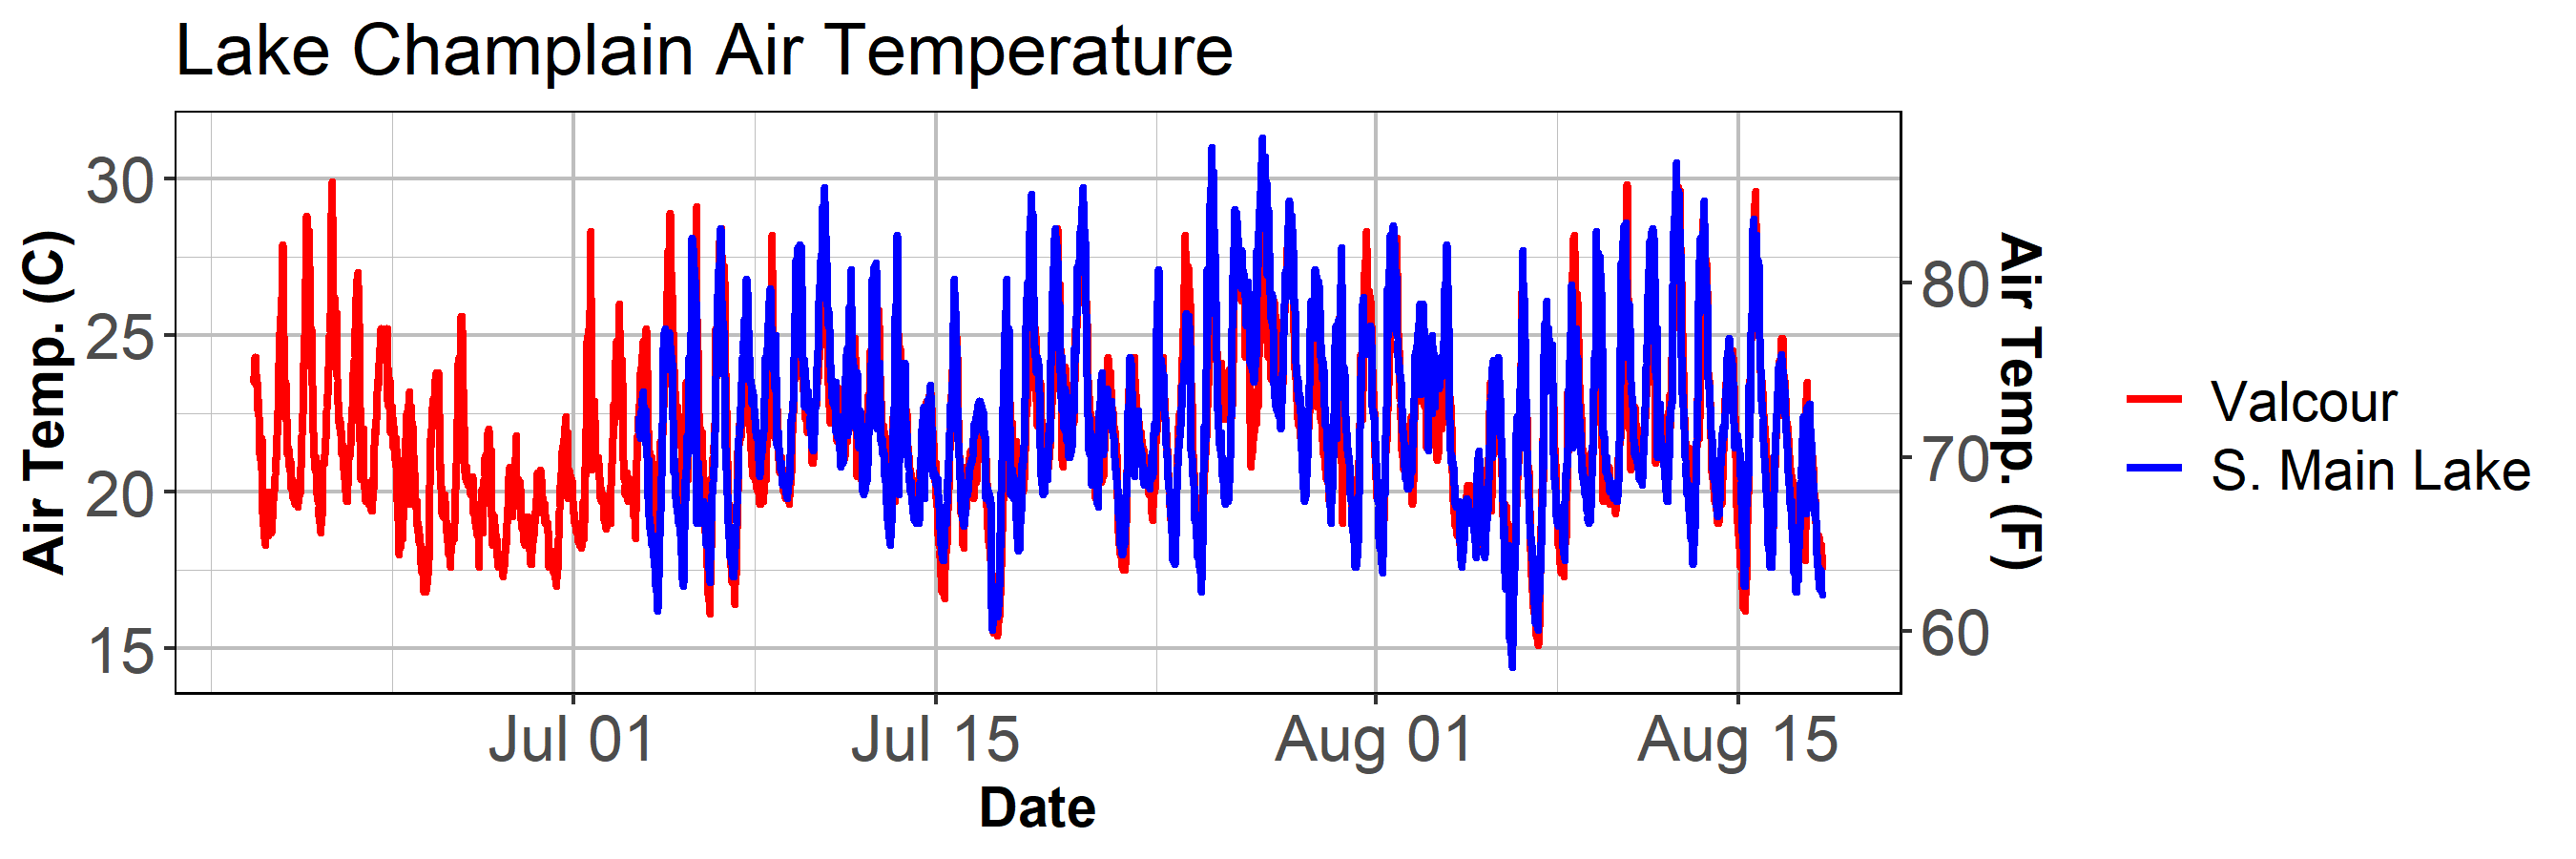 Lake Champlain Air Temperature
Air Temp. (C)
30
25
20
15
80
70
60
Air Temp. (F)
Jul 01
Jul 15
Aug 01
Aug 15
Date
Valcour
S. Main Lake